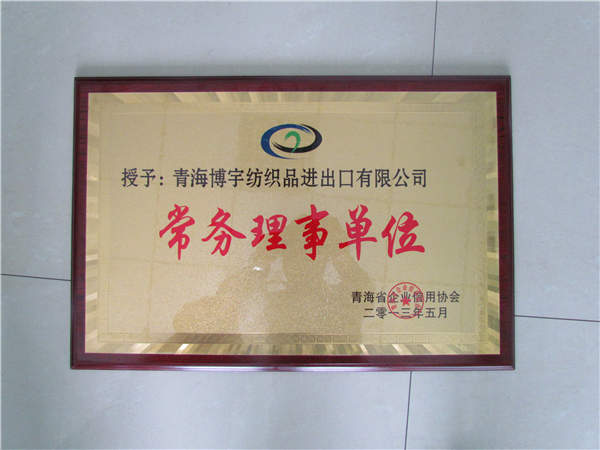 授予：青海博宇纺织品进出口有限公司
常务理事单位
青海省企业信用协会
二零一三年五月